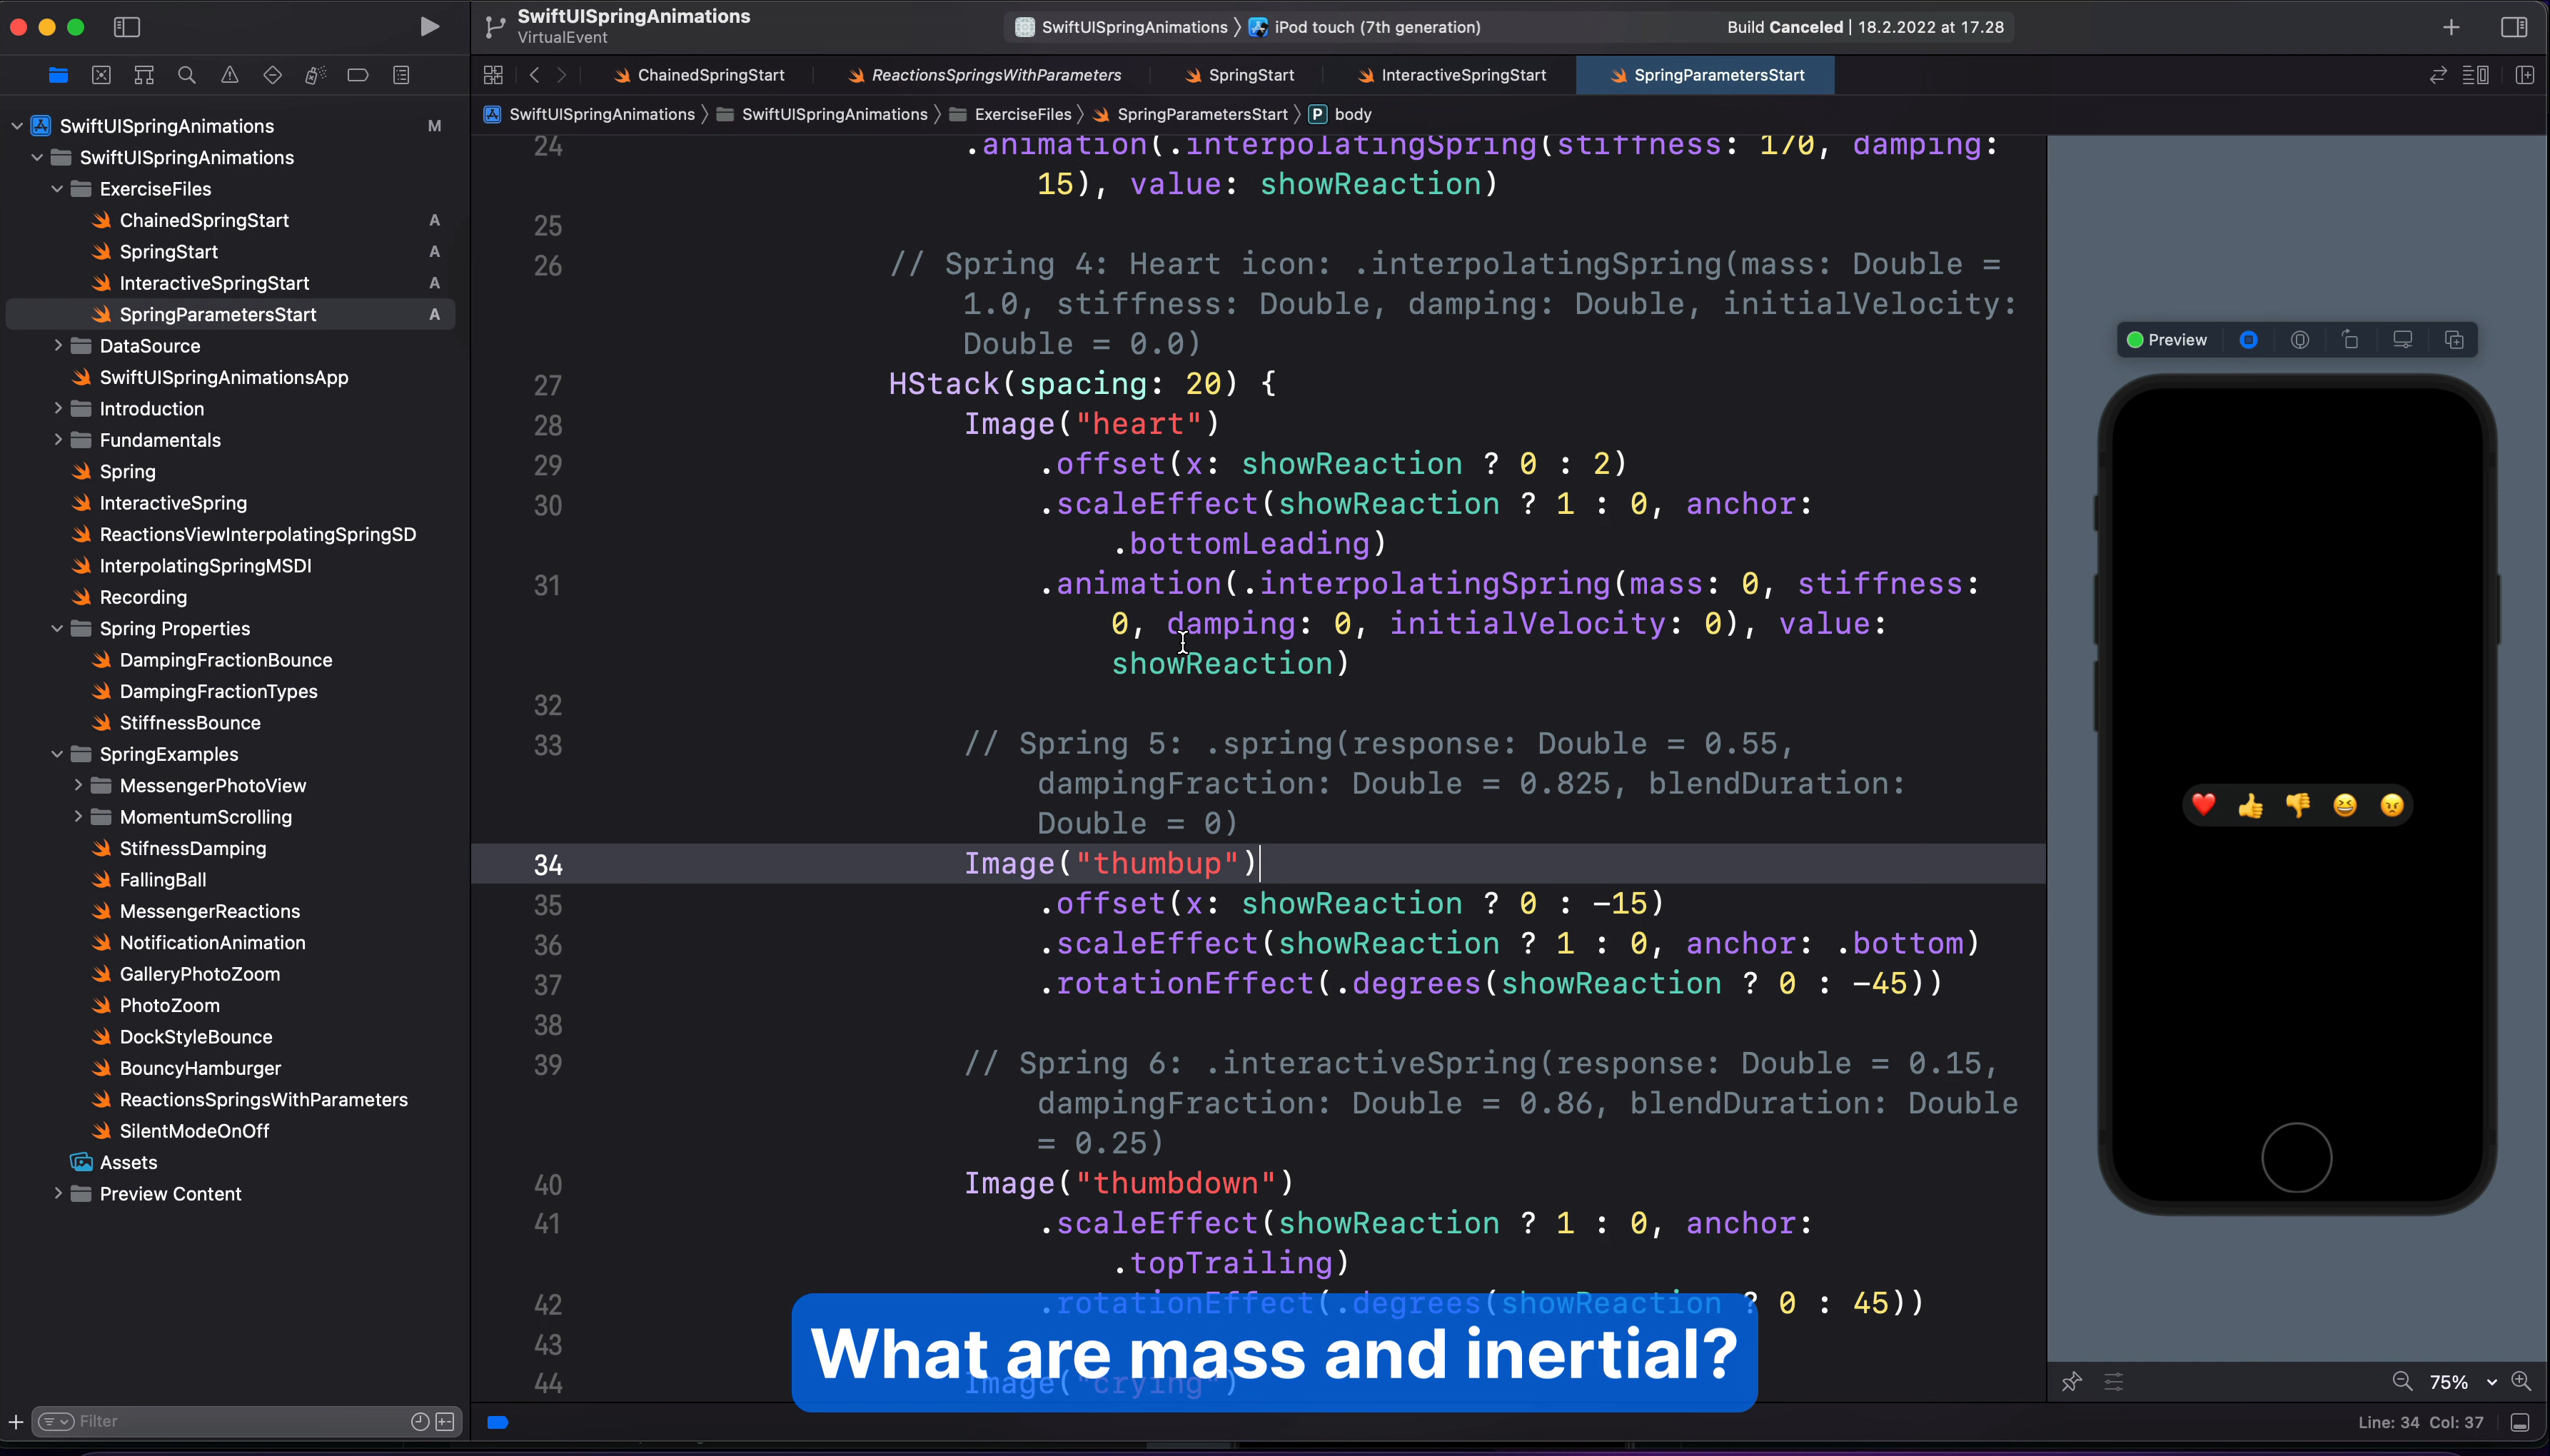 SwiftUISpringAnimations
VirtualEvent
SwiftUISpringAnimations 〉 iPod touch (7th generation)
Build Canceled | 18.2.2022 at 17.28
ChainedSpringStart
ReactionsSpringsWithParameters
SpringStart
InteractiveSpringStart
SpringParametersStart
SwiftUISpringAnimations 〉 SwiftUISpringAnimations 〉 ExerciseFiles 〉 SpringParametersStart 〉 P body
SwiftUISpringAnimations M
SwiftUISpringAnimations
ExerciseFiles
ChainedSpringStart A
SpringStart A
InteractiveSpringStart A
SpringParametersStart A
DataSource
SwiftUISpringAnimationsApp
Introduction
Fundamentals
Spring
InteractiveSpring
ReactionsViewInterpolatingSpringSD
InterpolatingSpringMSDI
Recording
Spring Properties
DampingFractionBounce
DampingFractionTypes
StiffnessBounce
SpringExamples
MessengerPhotoView
MomentumScrolling
StifnessDamping
FallingBall
MessengerReactions
NotificationAnimation
GalleryPhotoZoom
PhotoZoom
DockStyleBounce
BouncyHamburger
ReactionsSpringsWithParameters
SilentModeOnOff
Assets
Preview Content
Filter
24 .animation(.interpolatingSpring(stiffness: 170, damping:
15), value: showReaction)
25
26 // Spring 4: Heart icon: .interpolatingSpring(mass: Double =
1.0, stiffness: Double, damping: Double, initialVelocity:
Double = 0.0)
27 HStack(spacing: 20) {
28 Image("heart")
29 .offset(x: showReaction ? 0 : 2)
30 .scaleEffect(showReaction ? 1 : 0, anchor:
.bottomLeading)
31 .animation(.interpolatingSpring(mass: 0, stiffness:
0, damping: 0, initialVelocity: 0), value:
showReaction)
32
33 // Spring 5: .spring(response: Double = 0.55,
dampingFraction: Double = 0.825, blendDuration:
Double = 0)
34 Image("thumbup")
35 .offset(x: showReaction ? 0 : -15)
36 .scaleEffect(showReaction ? 1 : 0, anchor: .bottom)
37 .rotationEffect(.degrees(showReaction ? 0 : -45))
38
39 // Spring 6: .interactiveSpring(response: Double = 0.15,
dampingFraction: Double = 0.86, blendDuration: Double
= 0.25)
40 Image("thumbdown")
41 .scaleEffect(showReaction ? 1 : 0, anchor:
.topTrailing)
42 .rotationEffect(.degrees(showReaction ? 0 : 45))
43
44 Image("crying")
What are mass and inertial?
Preview
75%
Line: 34 Col: 37